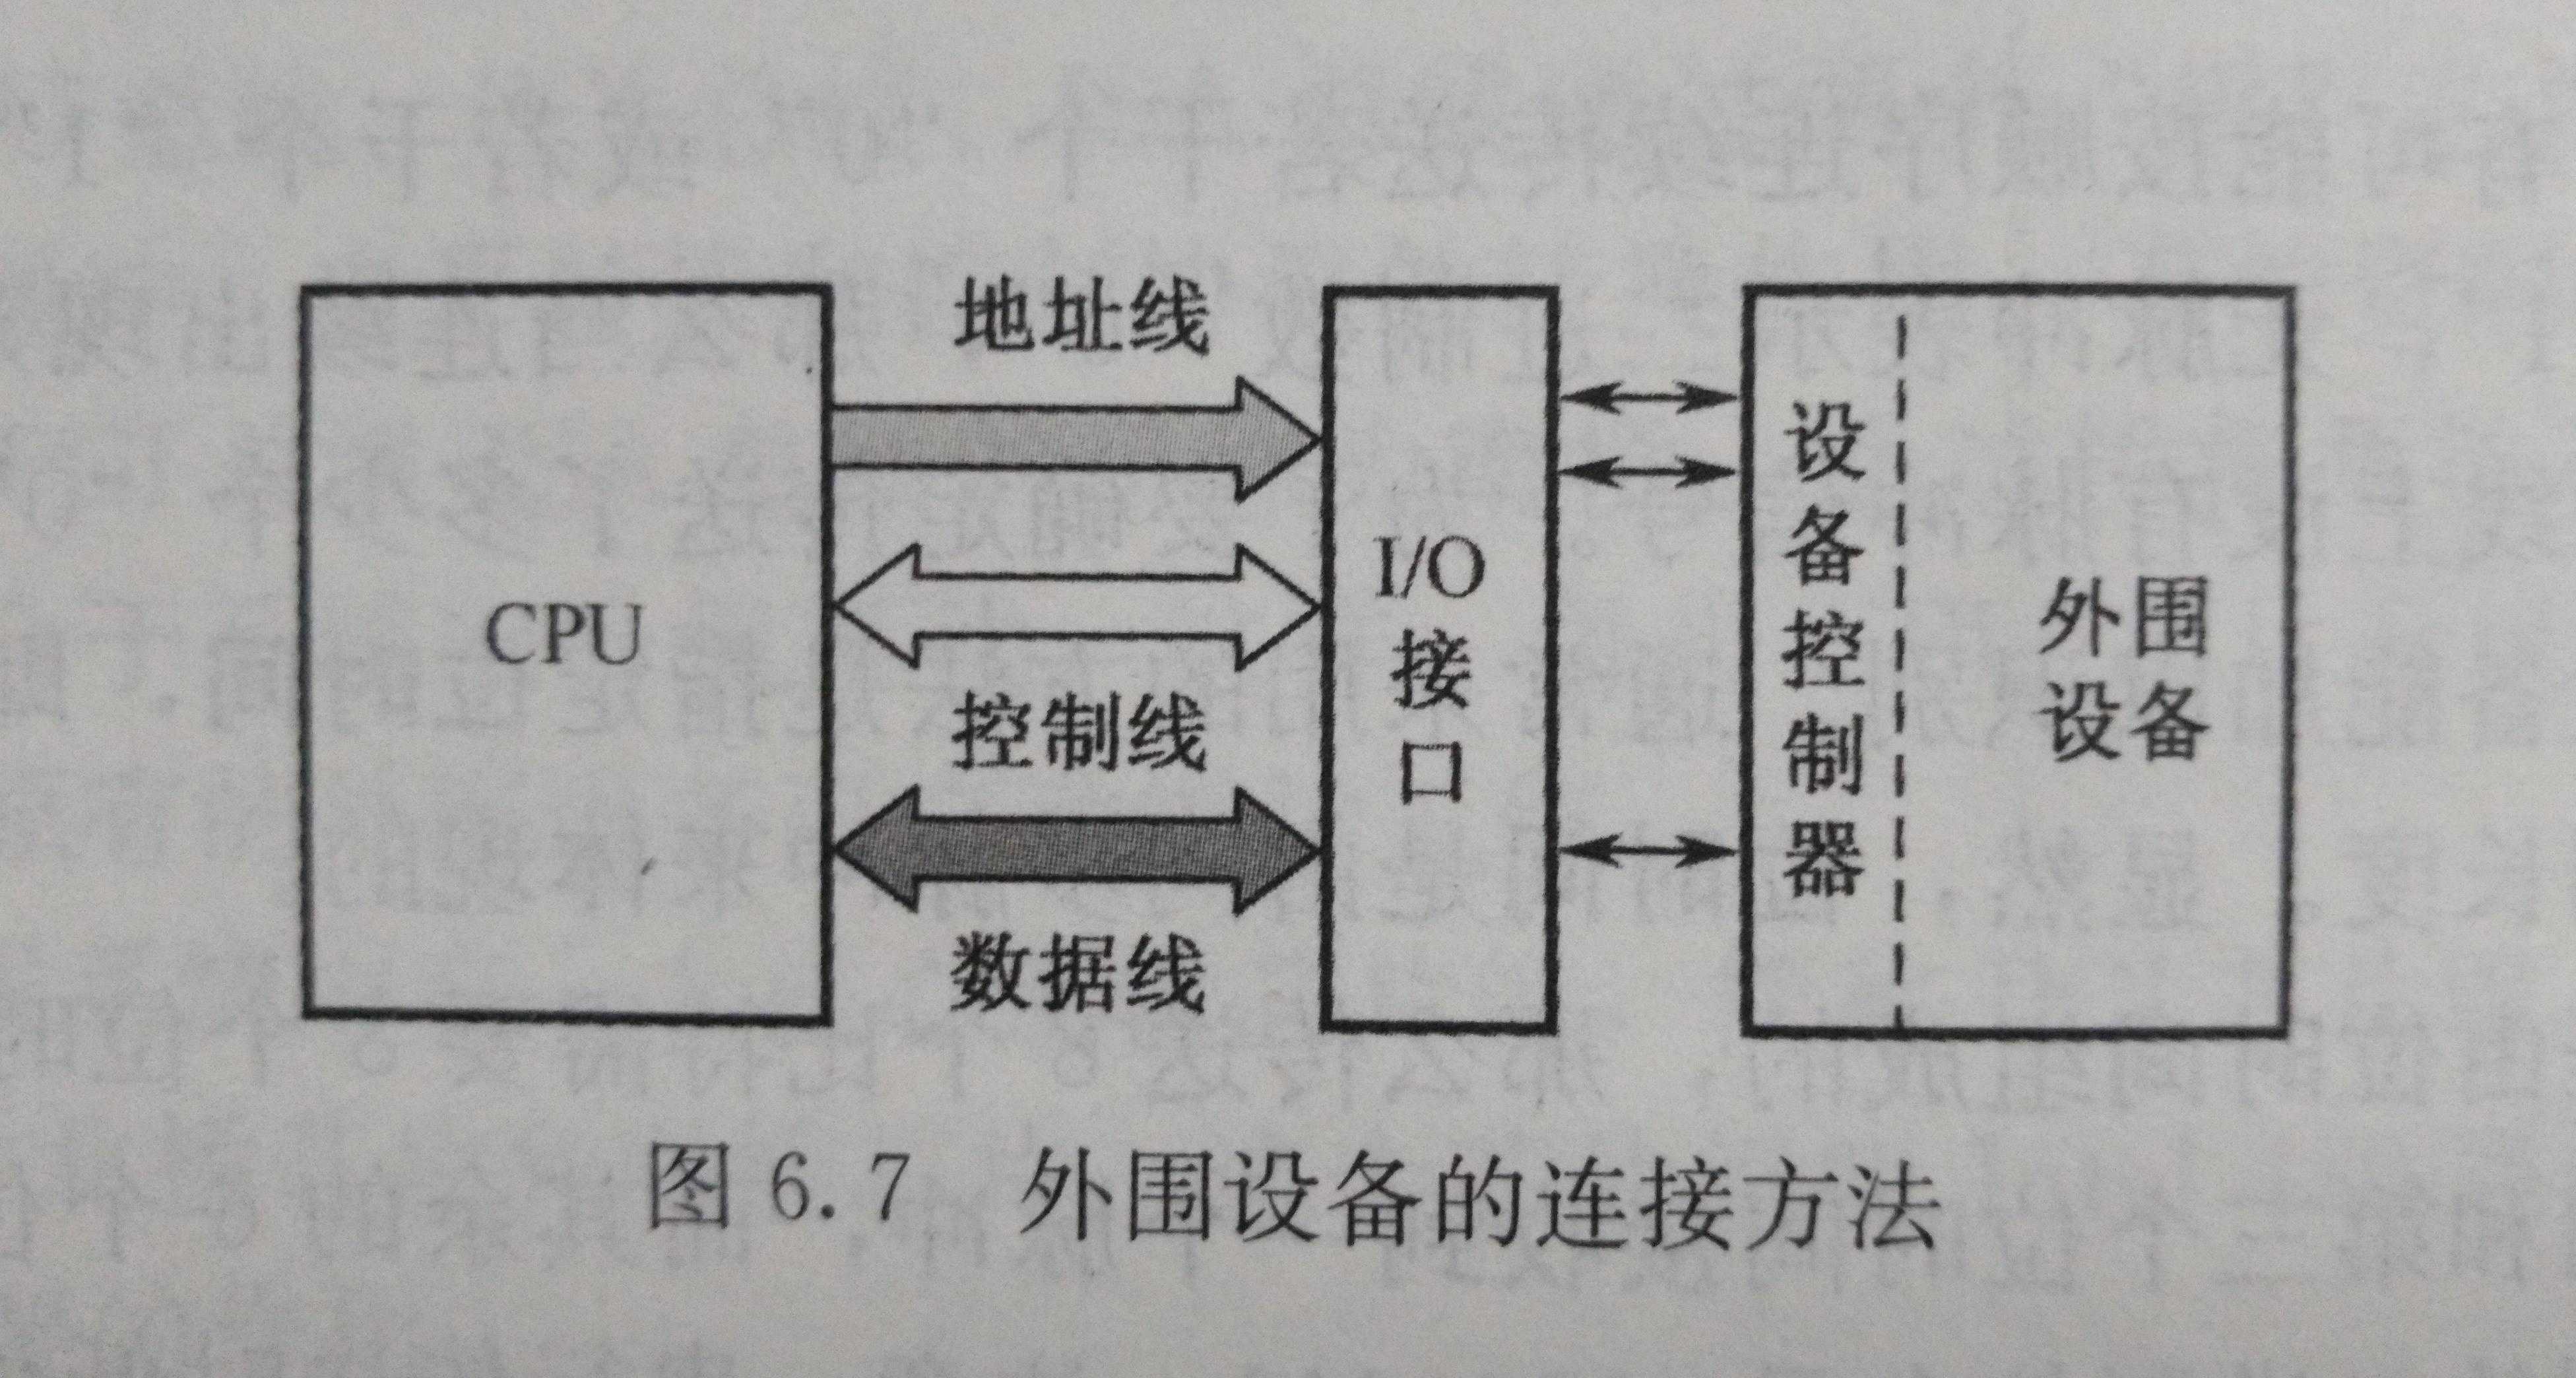 地址线
CPU
控制线
数据线
I/O
接
口
设
备
控
制
器
外围
设备
图 6.7 外围设备的连接方法